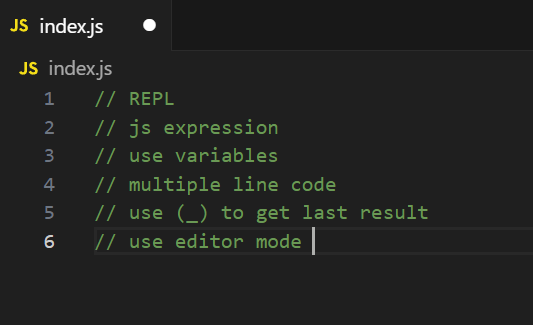 JS index.js
JS index.js
1 // REPL
2 // js expression
3 // use variables
4 // multiple line code
5 // use (_) to get last result
6 // use editor mode